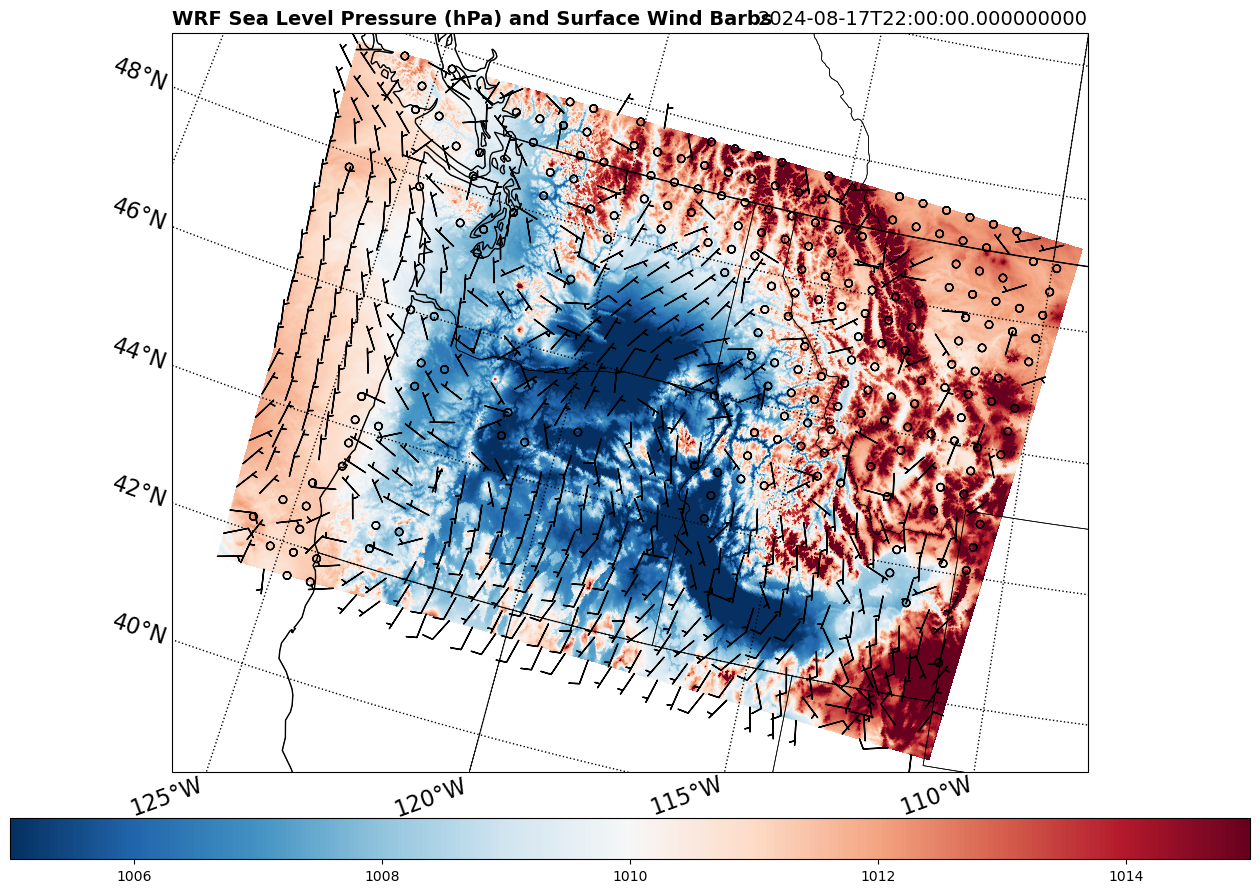 WRF Sea Level Pressure (hPa) and Surface Wind Barbs
2024-08-17T22:00:00.000000000
48°N
46°N
44°N
42°N
40°N
125°W
120°W
115°W
110°W
1006
1008
1010
1012
1014